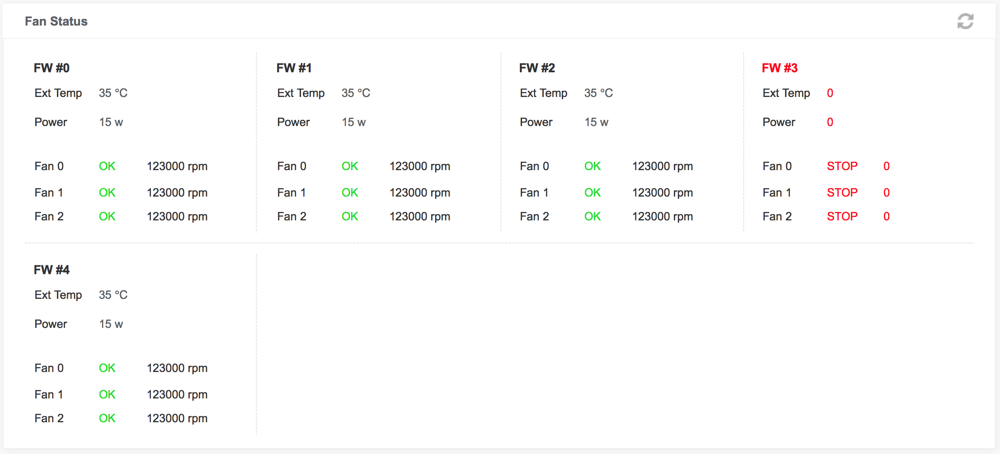 Fan Status
FW #0
Ext Temp 35 °C
Power 15 w
Fan 0 OK 123000 rpm
Fan 1 OK 123000 rpm
Fan 2 OK 123000 rpm
FW #1
Ext Temp 35 °C
Power 15 w
Fan 0 OK 123000 rpm
Fan 1 OK 123000 rpm
Fan 2 OK 123000 rpm
FW #2
Ext Temp 35 °C
Power 15 w
Fan 0 OK 123000 rpm
Fan 1 OK 123000 rpm
Fan 2 OK 123000 rpm
FW #3
Ext Temp 0
Power 0
Fan 0 STOP 0
Fan 1 STOP 0
Fan 2 STOP 0
FW #4
Ext Temp 35 °C
Power 15 w
Fan 0 OK 123000 rpm
Fan 1 OK 123000 rpm
Fan 2 OK 123000 rpm